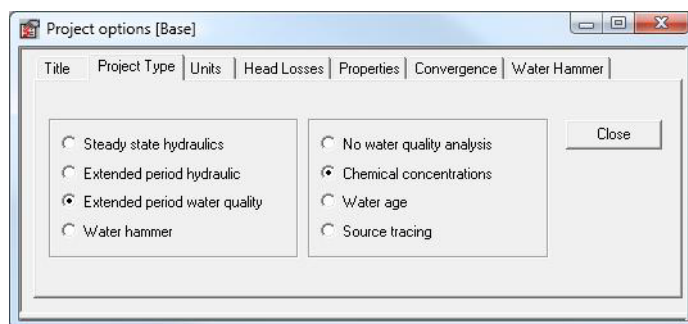 Project options [Base]
Title Project Type Units Head Losses Properties Convergence Water Hammer
Steady state hydraulics
Extended period hydraulic
Extended period water quality
Water hammer
No water quality analysis
Chemical concentrations
Water age
Source tracing
Close